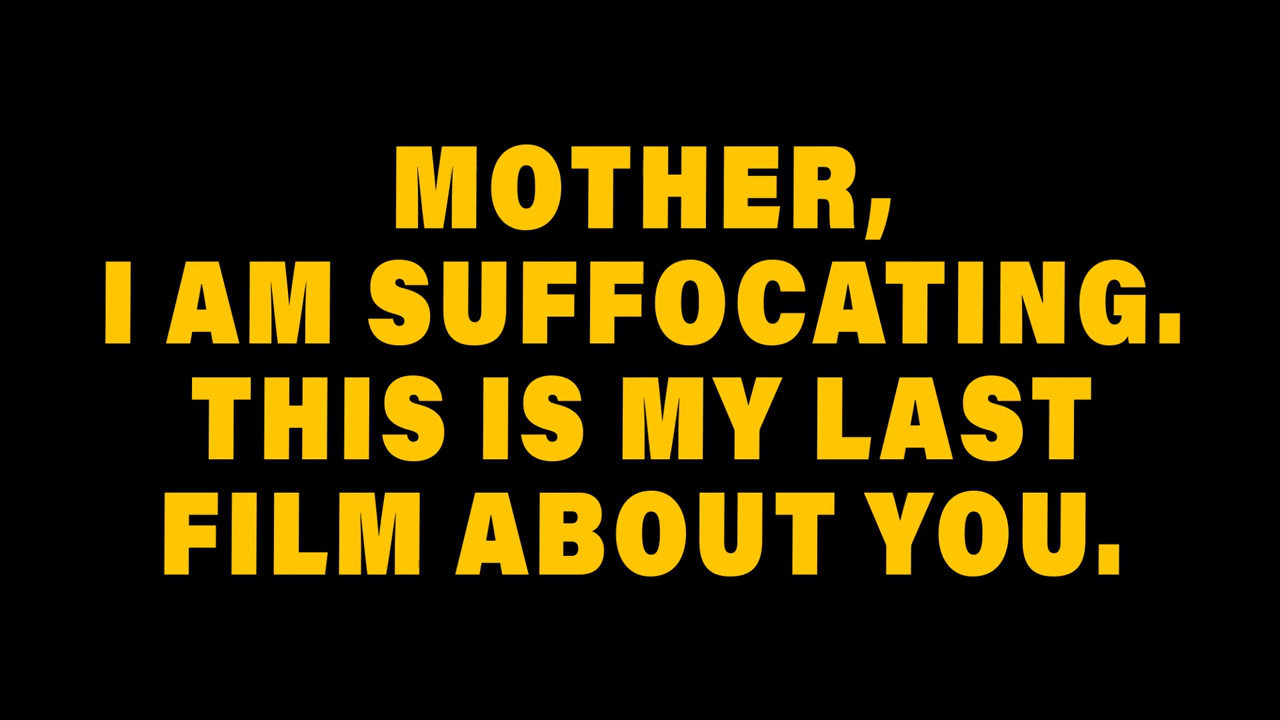 MOTHER,
I AM SUFFOCATING.
THIS IS MY LAST
FILM ABOUT YOU.